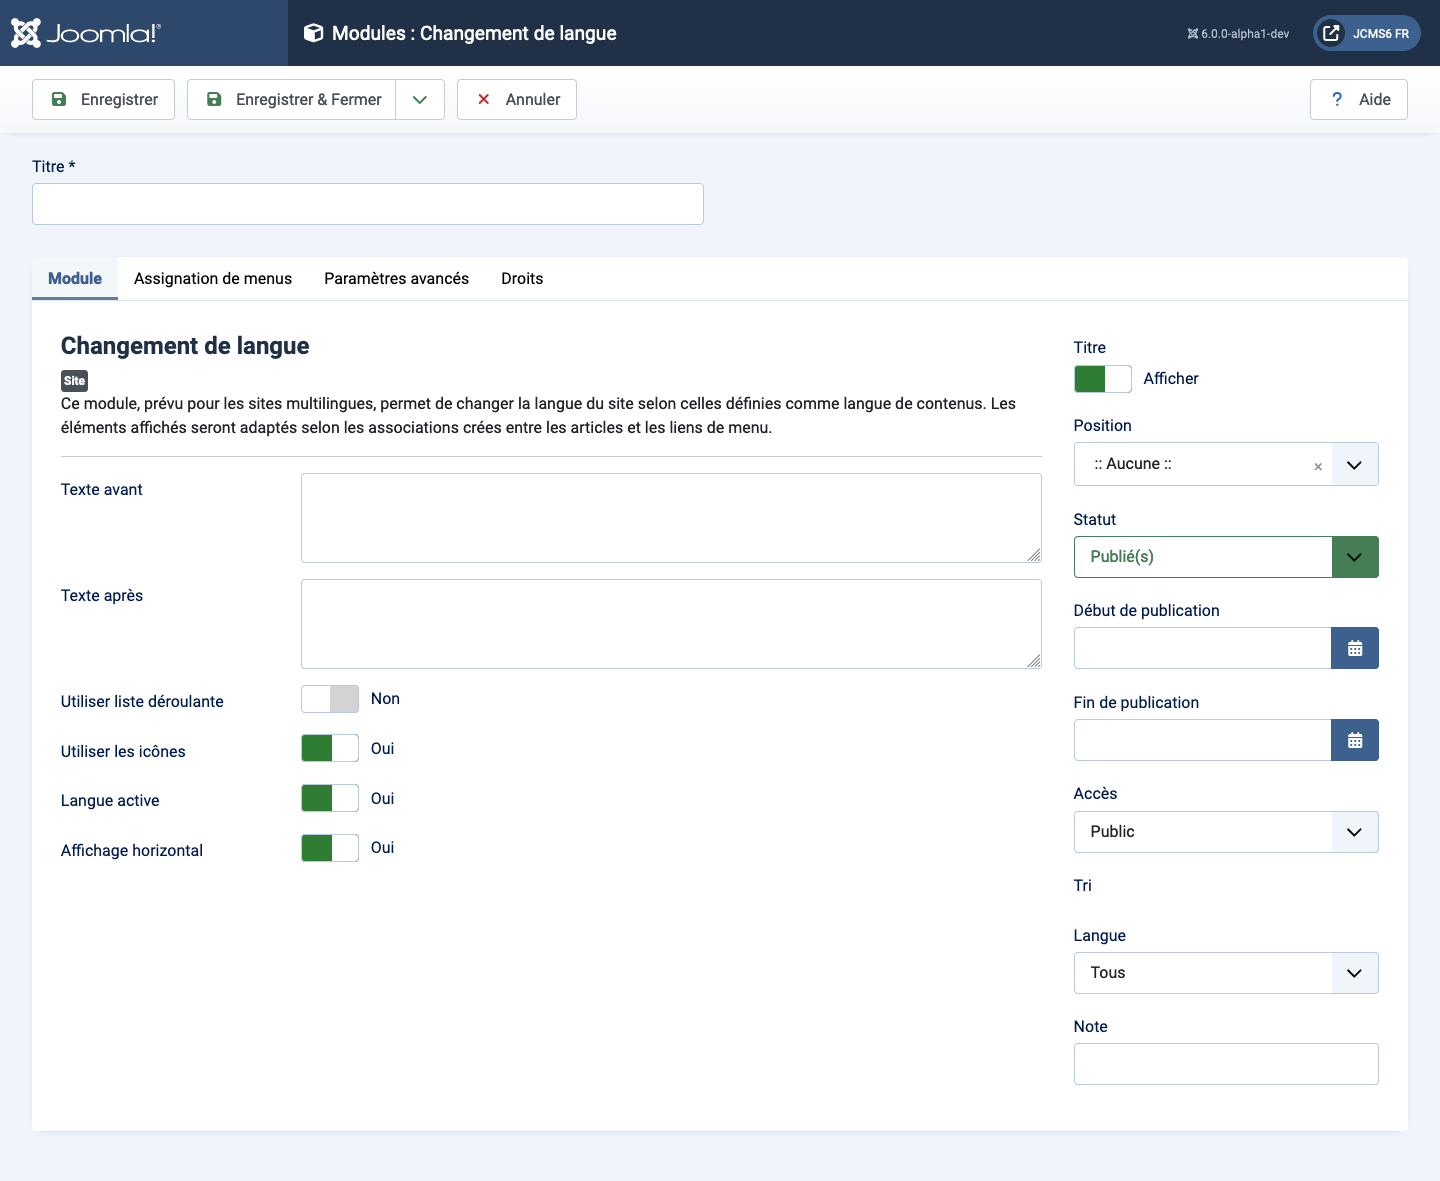 Joomla!®
Modules : Changement de langue
6.0.0-alpha1-dev
JCMS6 FR
Enregistrer
Enregistrer & Fermer
Annuler
? Aide
Titre *
Module
Assignation de menus
Paramètres avancés
Droits
Changement de langue
Site
Ce module, prévu pour les sites multilingues, permet de changer la langue du site selon celles définies comme langue de contenus. Les
éléments affichés seront adaptés selon les associations crées entre les articles et les liens de menu.
Texte avant
Texte après
Utiliser liste déroulante
Non
Utiliser les icônes
Oui
Langue active
Oui
Affichage horizontal
Oui
Titre
Afficher
Position
:: Aucune ::
×
Statut
Publié(s)
Début de publication
Fin de publication
Accès
Public
Tri
Langue
Tous
Note